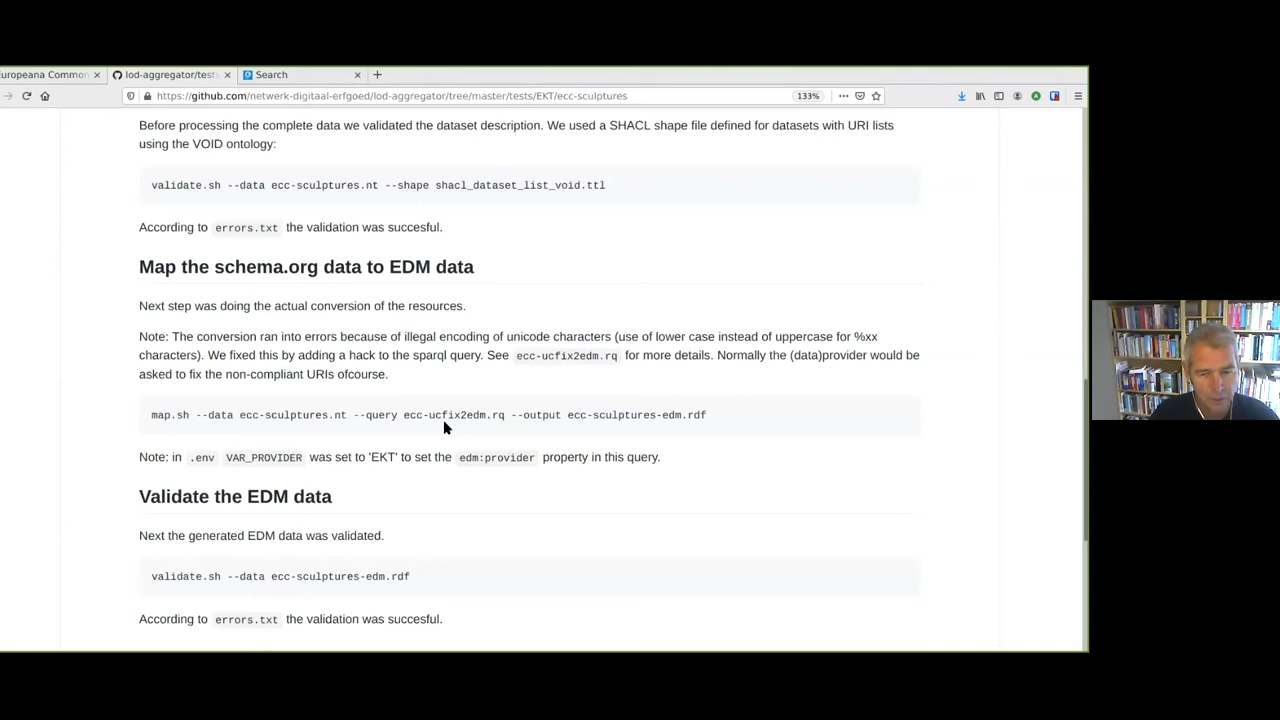 Europeana Common
lod-aggregator/tests
Search
https://github.com/netwerk-digitaal-erfgoed/lod-aggregator/tree/master/tests/EKT/ecc-sculptures
133%
Before processing the complete data we validated the dataset description. We used a SHACL shape file defined for datasets with URI lists
using the VOID ontology:
validate.sh --data ecc-sculptures.nt --shape shacl_dataset_list_void.ttl
According to errors.txt the validation was succesful.
Map the schema.org data to EDM data
Next step was doing the actual conversion of the resources.
Note: The conversion ran into errors because of illegal encoding of unicode characters (use of lower case instead of uppercase for %xx
characters). We fixed this by adding a hack to the sparql query. See ecc-ucfix2edm.rq for more details. Normally the (data)provider would be
asked to fix the non-compliant URIs ofcourse.
map.sh --data ecc-sculptures.nt --query ecc-ucfix2edm.rq --output ecc-sculptures-edm.rdf
Note: in .env VAR_PROVIDER was set to 'EKT' to set the edm:provider property in this query.
Validate the EDM data
Next the generated EDM data was validated.
validate.sh --data ecc-sculptures-edm.rdf
According to errors.txt the validation was succesful.